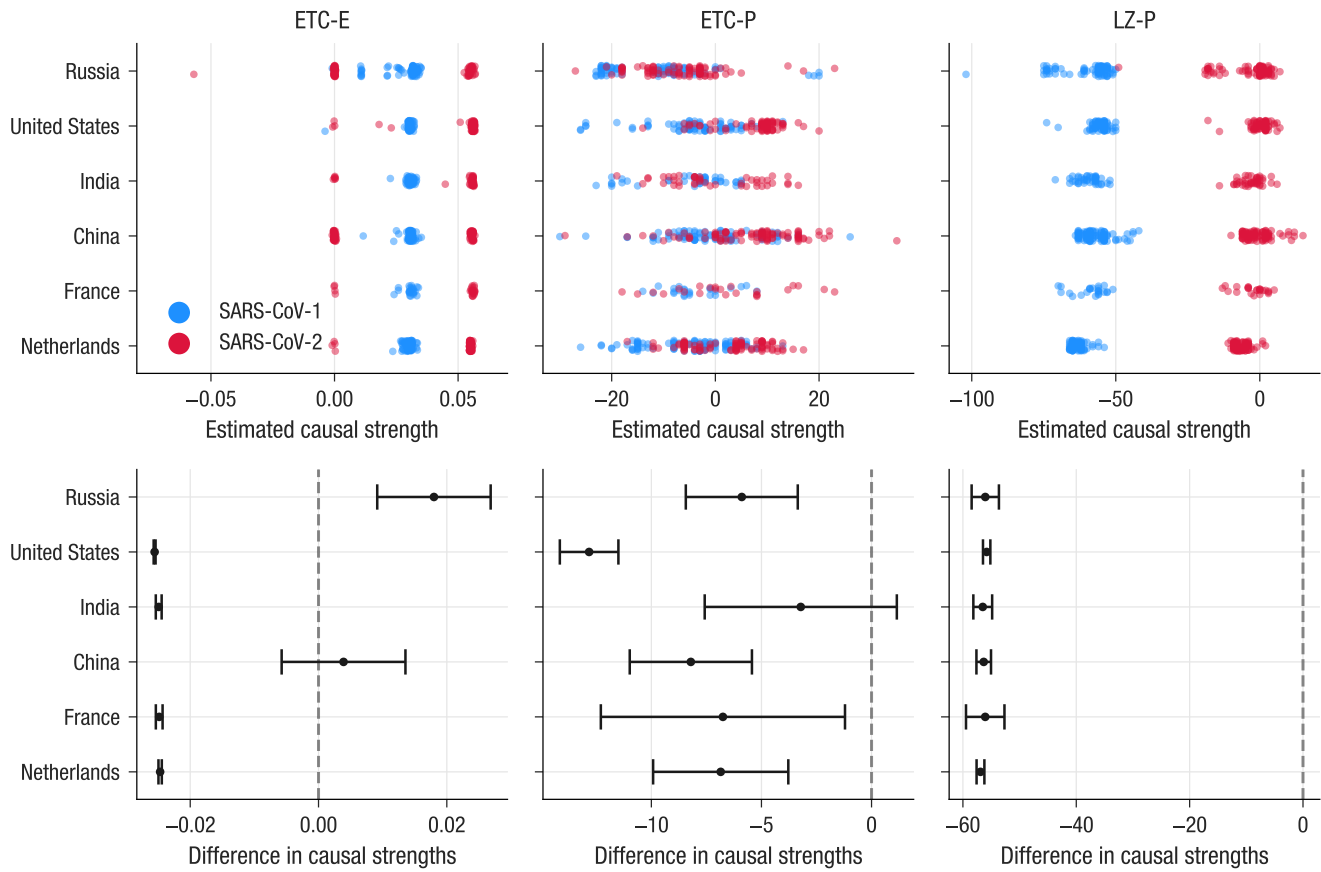 ETC-E
ETC-P
LZ-P
Russia
United States
India
China
France
Netherlands
SARS-CoV-1
SARS-CoV-2
−0.05 0.00 0.05
−20 0 20
−100 −50 0
Estimated causal strength
Estimated causal strength
Estimated causal strength
Russia
United States
India
China
France
Netherlands
−0.02 0.00 0.02
−10 −5 0
−60 −40 −20 0
Difference in causal strengths
Difference in causal strengths
Difference in causal strengths